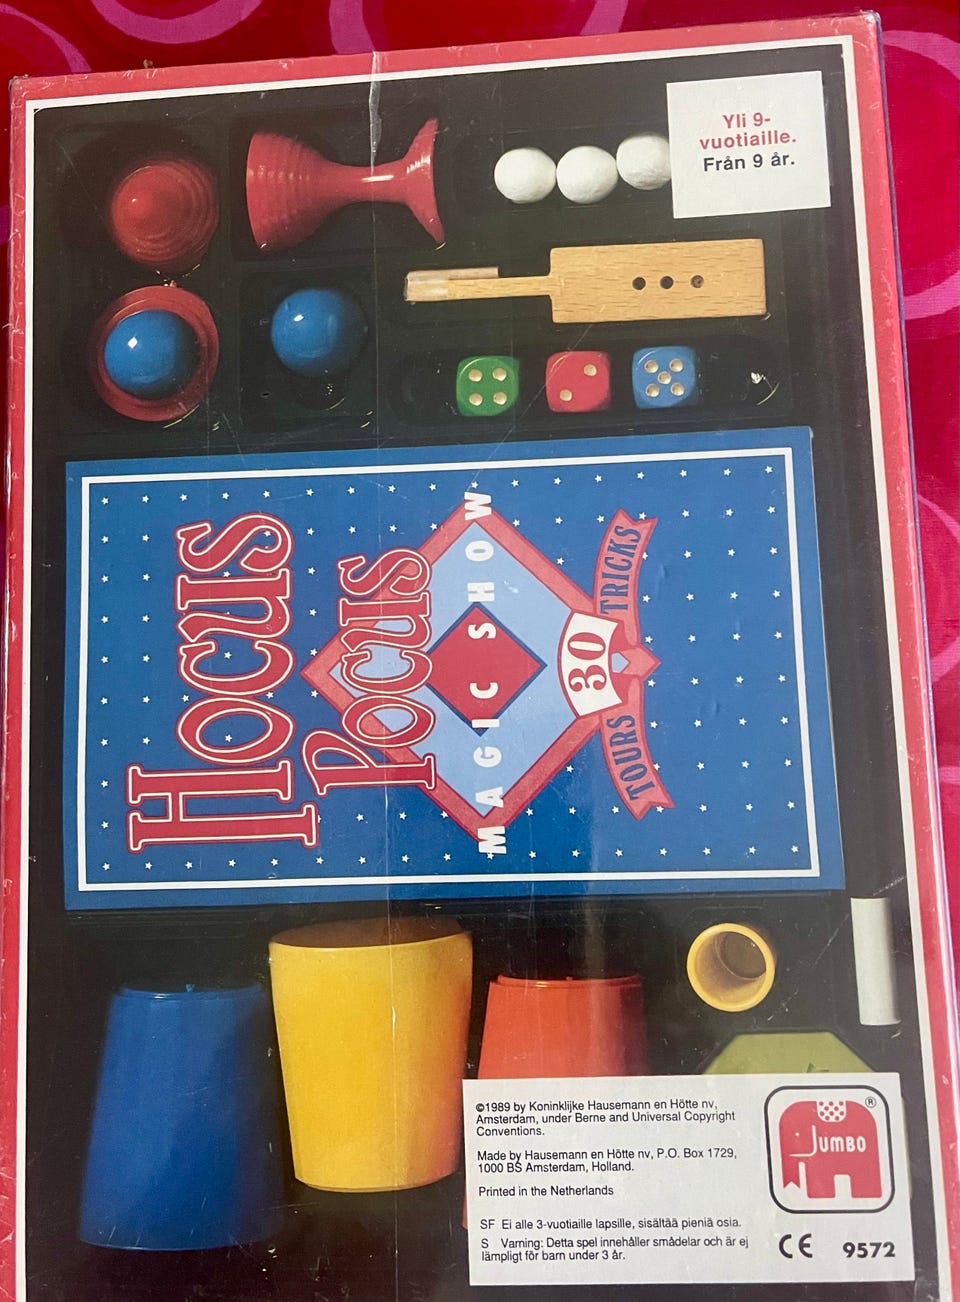 Yli 9-
vuotiaille.
Från 9 år.
HOCUS
POCUS
MAGIC SHOW
TOURS 30 TRICKS
©1989 by Koninklijke Hausemann en Hötte nv,
Amsterdam, under Berne and Universal Copyright
Conventions.
Made by Hausemann en Hötte nv, P.O. Box 1729,
1000 BS Amsterdam, Holland.
Printed in the Netherlands
SF Ei alle 3-vuotiaille lapsille, sisältää pieniä osia.
S Varning: Detta spel innehåller smådelar och är ej
lämpligt för barn under 3 år.
JUMBO ®
CE 9572